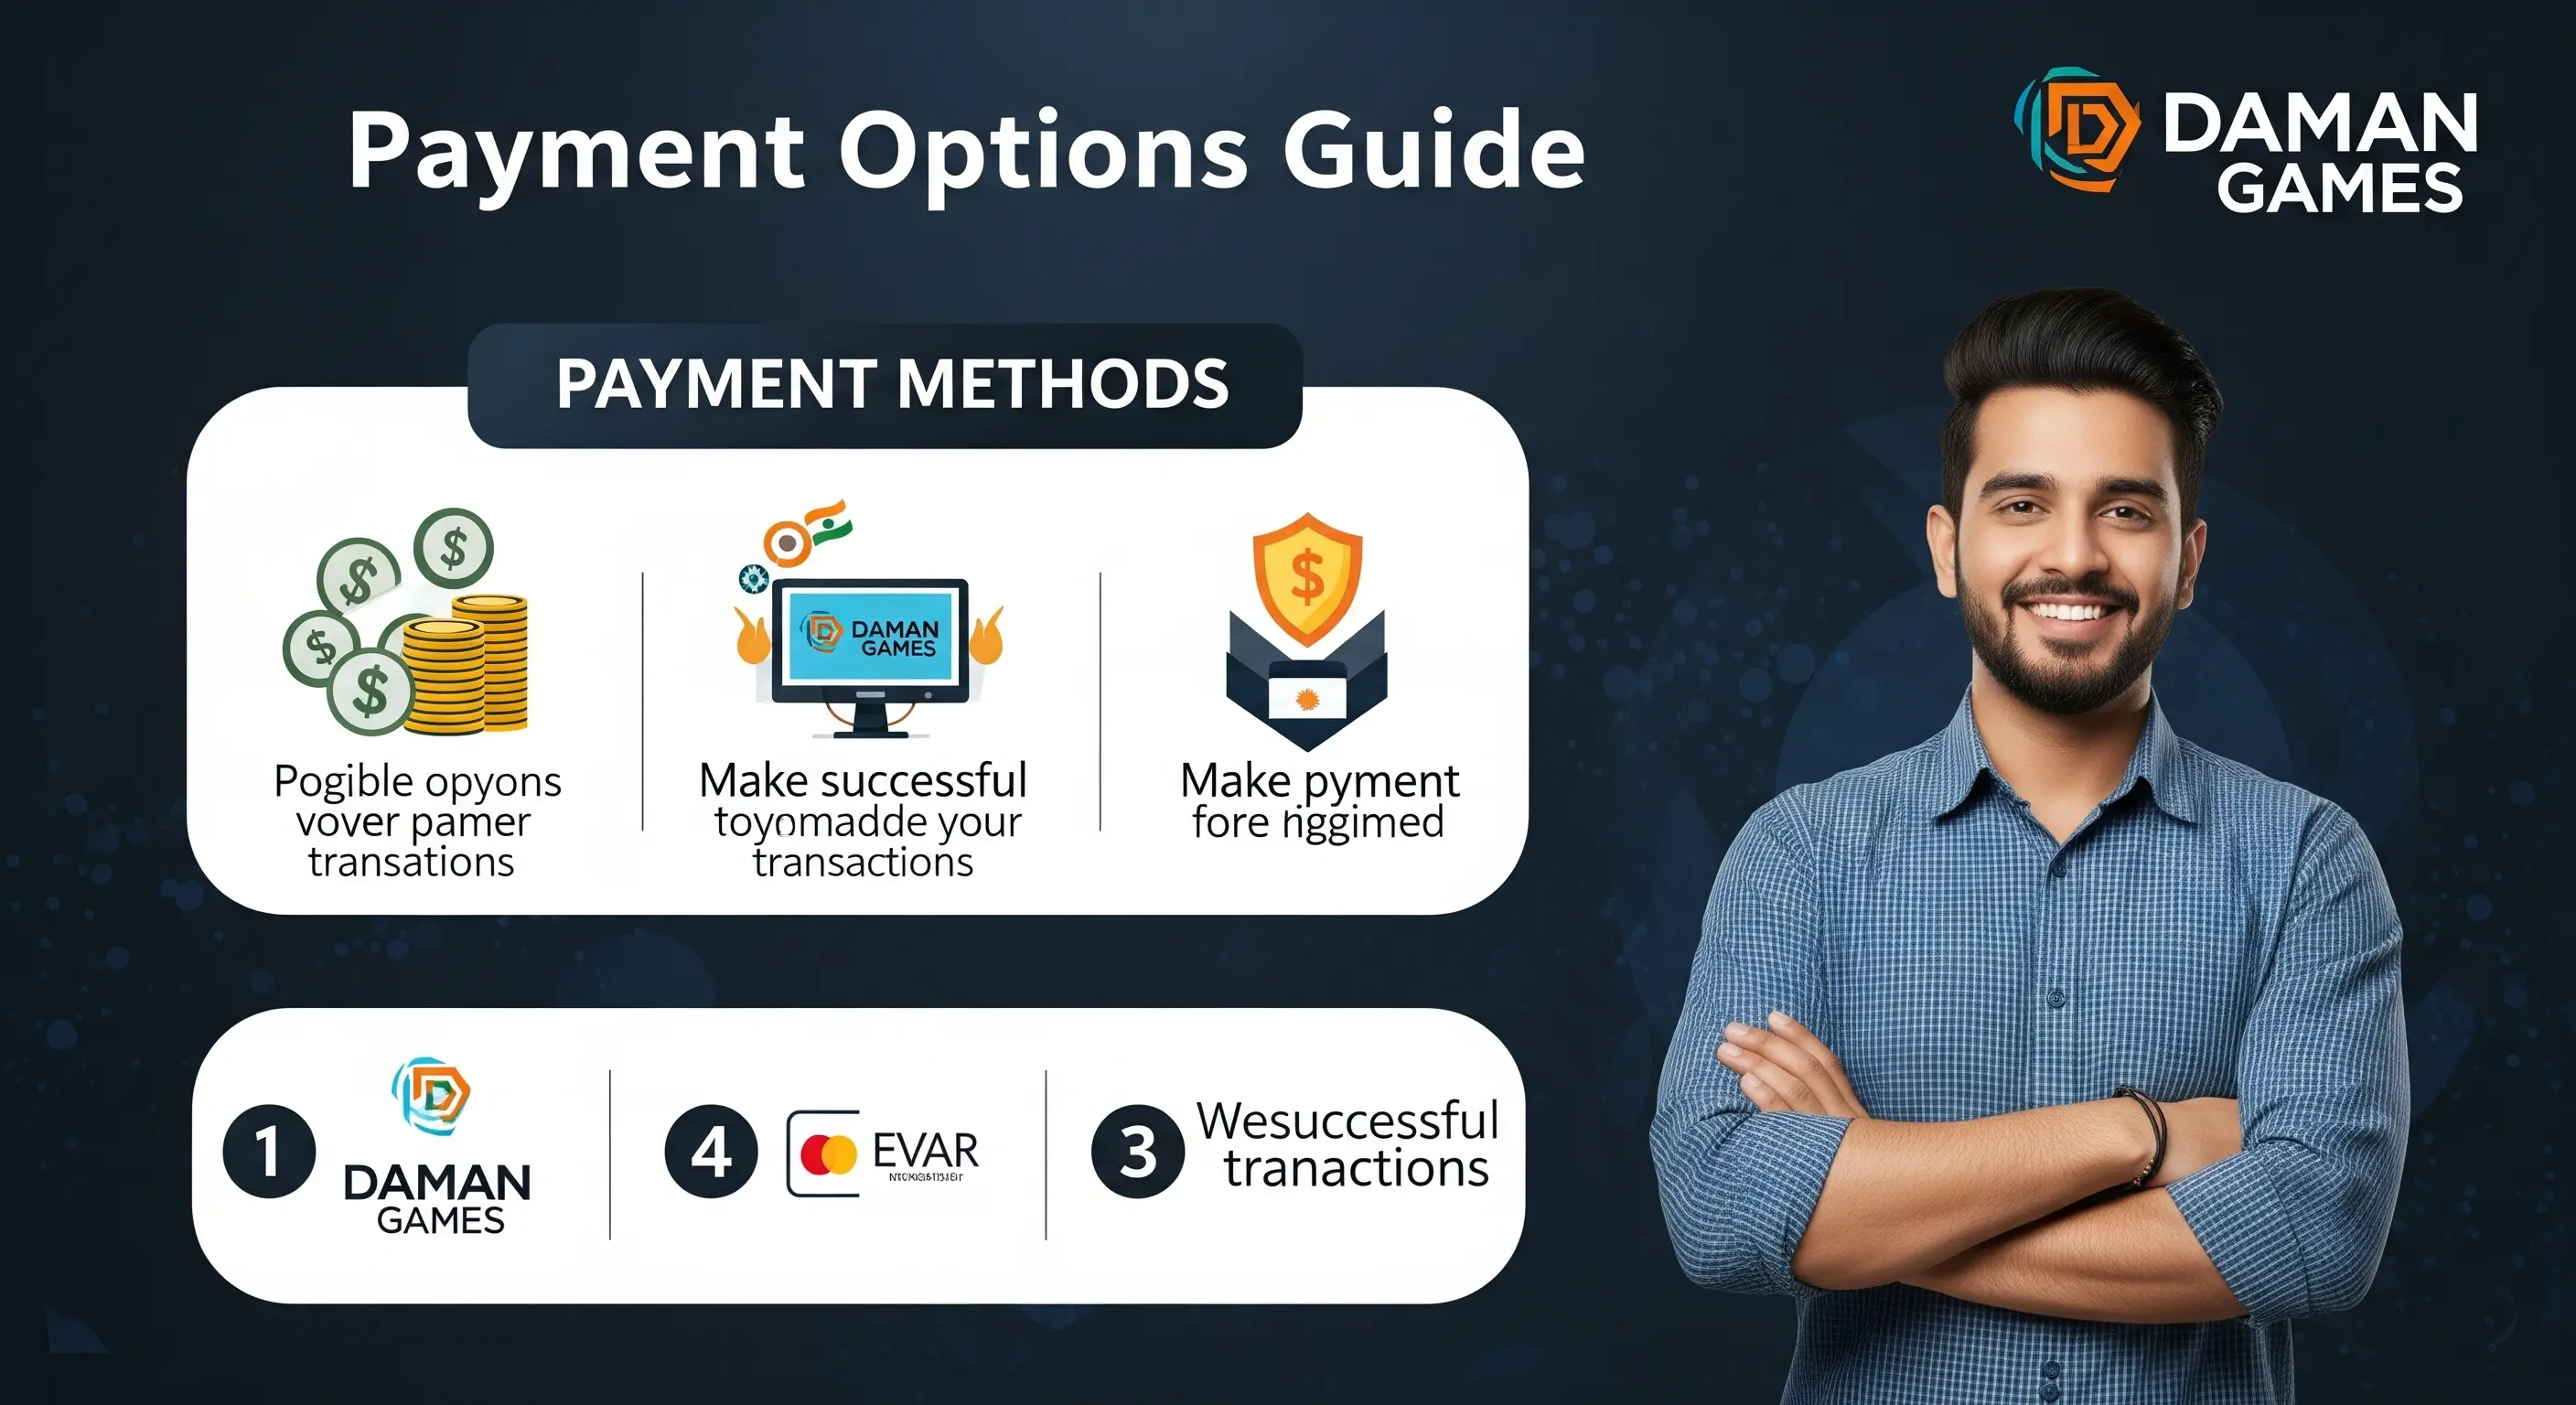 Payment Options Guide
DAMAN
GAMES
PAYMENT METHODS
DAMAN
GAMES
Pogible opyons
vover pamer
transations
Make successful
toyomadde your
transactions
Make pyment
fore riggimed
1
DAMAN
GAMES
4
EVAR
3
Wesuccessful
tranactions